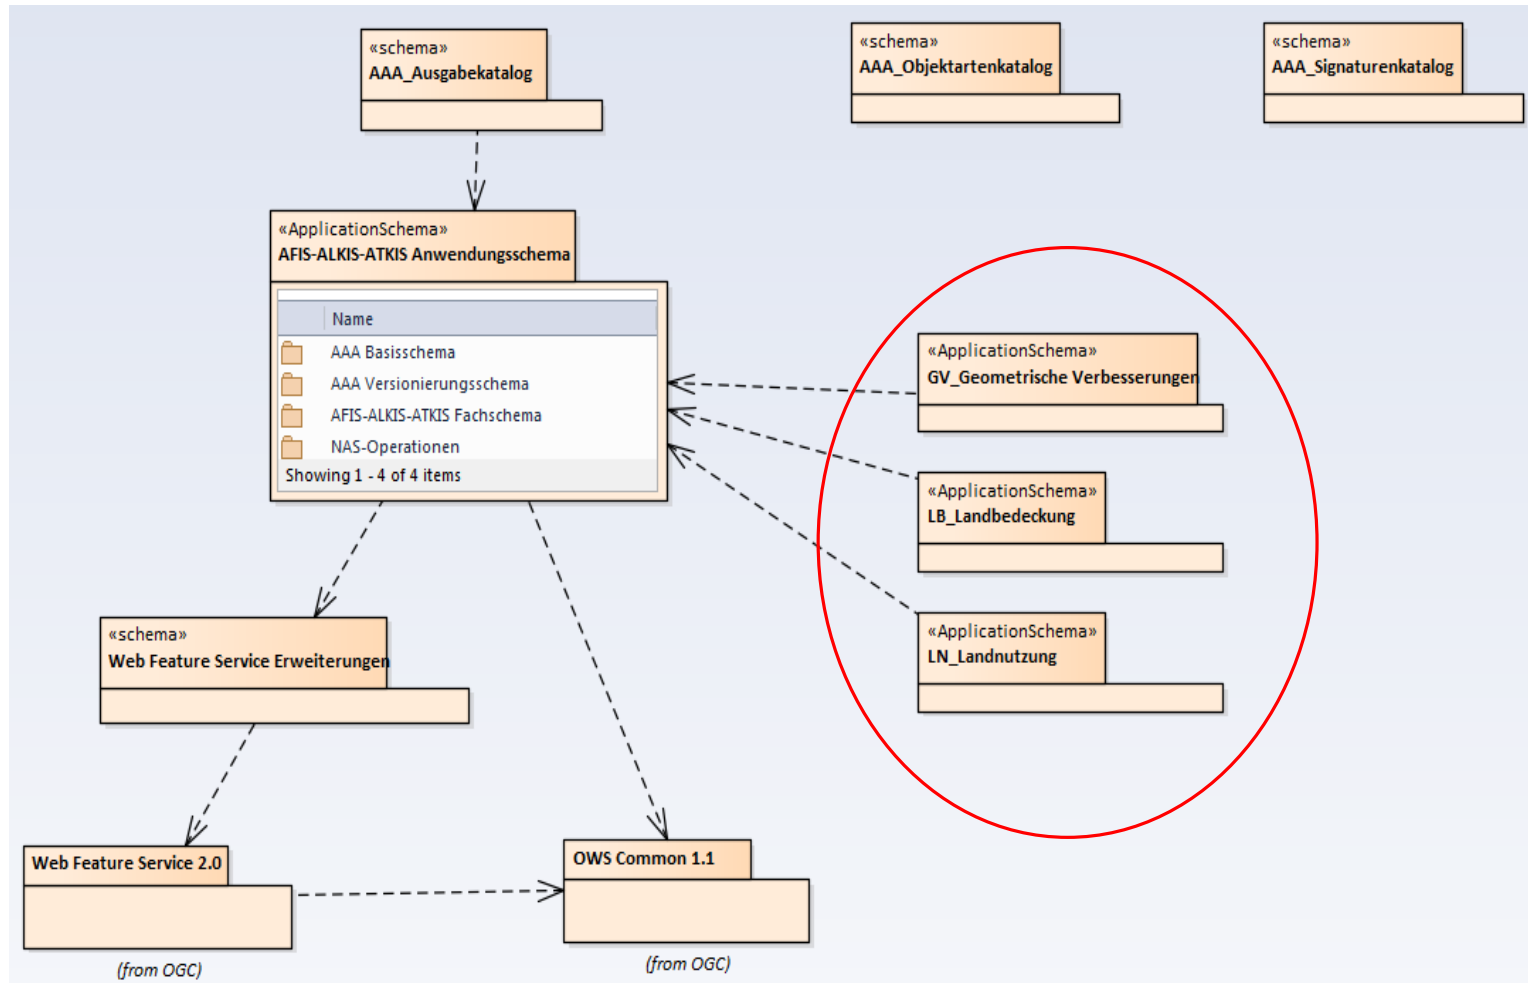 «schema»
AAA_Ausgabekatalog
«schema»
AAA_Objektartenkatalog
«schema»
AAA_Signaturenkatalog
«ApplicationSchema»
AFIS-ALKIS-ATKIS Anwendungsschema
Name
AAA Basisschema
AAA Versionierungsschema
AFIS-ALKIS-ATKIS Fachschema
NAS-Operationen
Showing 1 - 4 of 4 items
«ApplicationSchema»
GV_Geometrische Verbesserungen
«ApplicationSchema»
LB_Landbedeckung
«ApplicationSchema»
LN_Landnutzung
«schema»
Web Feature Service Erweiterungen
Web Feature Service 2.0
(from OGC)
OWS Common 1.1
(from OGC)